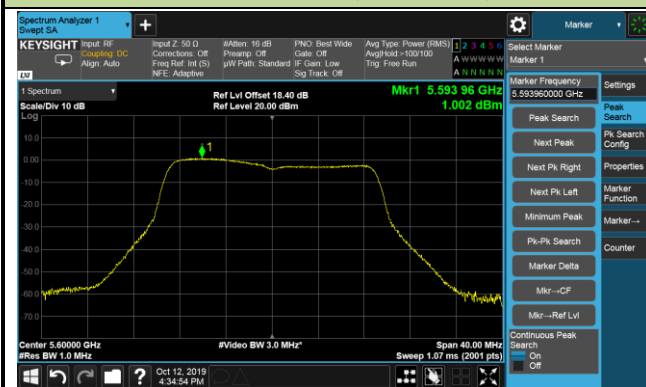 Spectrum Analyzer 1
Swept SA
+
Marker
KEYSIGHT
Input: RF
Coupling: DC
Align: Auto
Input Z: 50 Ω
Corrections: Off
Freq Ref: Int (S)
NFE: Adaptive
#Atten: 16 dB
Preamp: Off
µW Path: Standard
PNO: Best Wide
Gate: Off
IF Gain: Low
Sig Track: Off
Avg Type: Power (RMS)
Avg|Hold:>100/100
Trig: Free Run
1 2 3 4 5 6
A W W W W W
A N N N N N
LXI
Select Marker
Marker 1
1 Spectrum
Scale/Div 10 dB
Log
Ref Lvl Offset 18.40 dB
Ref Level 20.00 dBm
Mkr1 5.593 96 GHz
1.002 dBm
10.0
0.00
-10.0
-20.0
-30.0
-40.0
-50.0
-60.0
-70.0
1
Center 5.60000 GHz
#Res BW 1.0 MHz
#Video BW 3.0 MHz*
Span 40.00 MHz
Sweep 1.07 ms (2001 pts)
Marker Frequency
5.593960000 GHz
Peak Search
Next Peak
Next Pk Right
Next Pk Left
Minimum Peak
Pk-Pk Search
Marker Delta
Mkr→CF
Mkr→Ref Lvl
Continuous Peak
Search
On
Off
Settings
Peak
Search
Pk Search
Config
Properties
Marker
Function
Marker→
Counter
?
Oct 12, 2019
4:34:54 PM